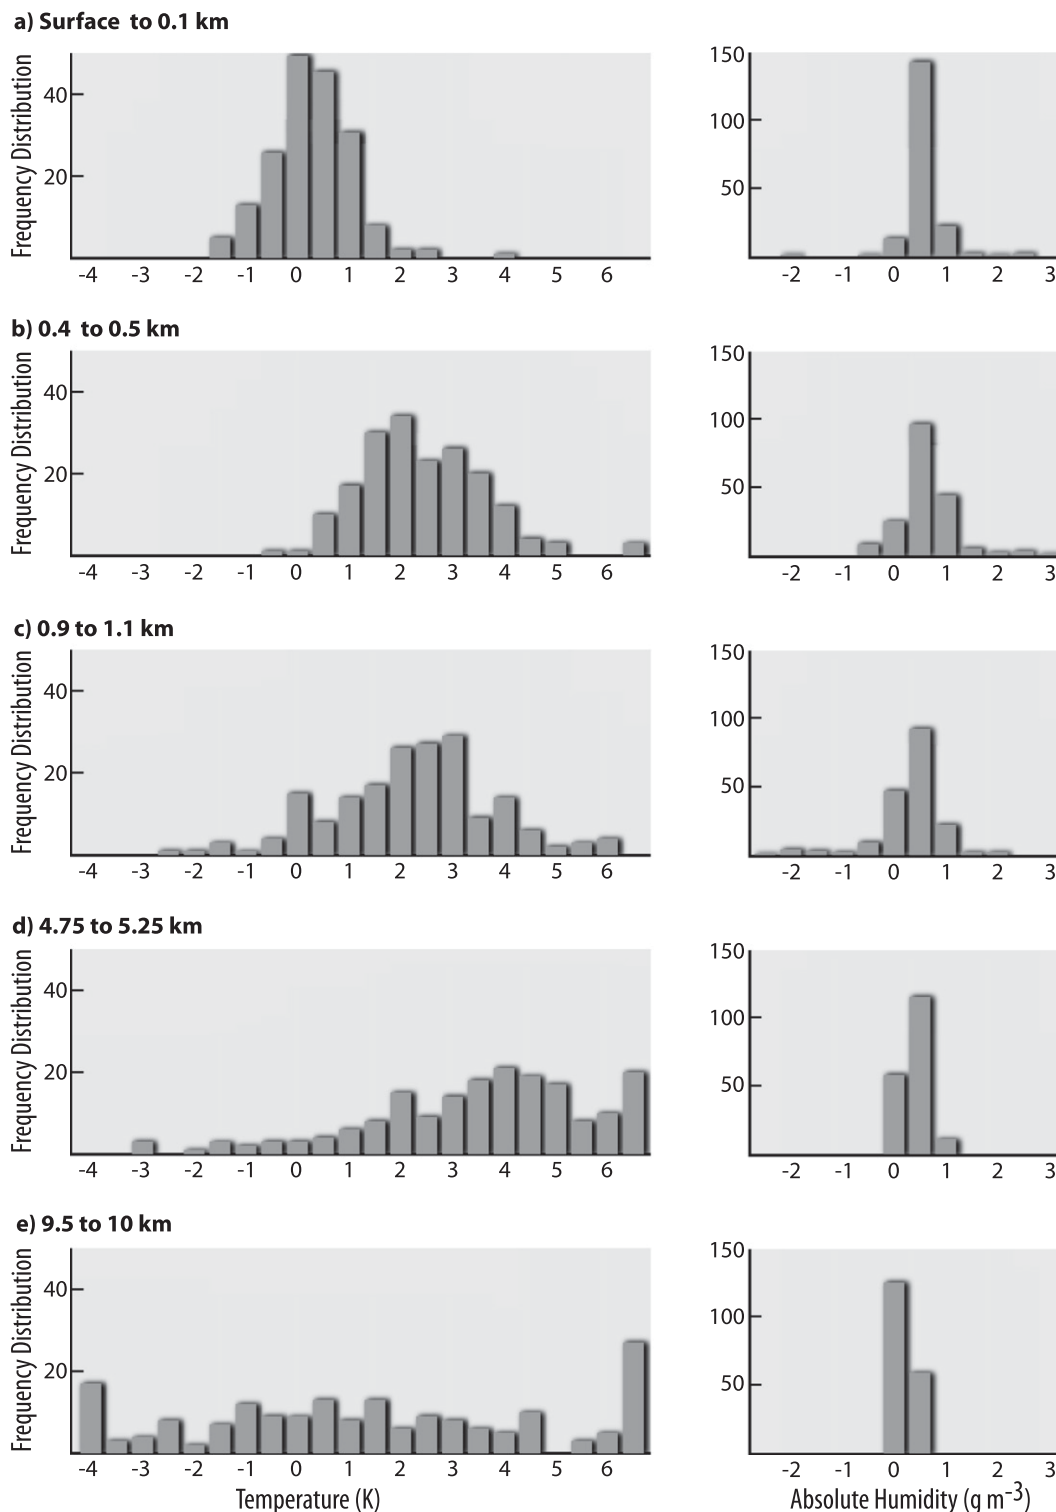 a) Surface to 0.1 km
Frequency Distribution
40
20
-4 -3 -2 -1 0 1 2 3 4 5 6
150
100
50
-2 -1 0 1 2 3
b) 0.4 to 0.5 km
Frequency Distribution
40
20
-4 -3 -2 -1 0 1 2 3 4 5 6
150
100
50
-2 -1 0 1 2 3
c) 0.9 to 1.1 km
Frequency Distribution
40
20
-4 -3 -2 -1 0 1 2 3 4 5 6
150
100
50
-2 -1 0 1 2 3
d) 4.75 to 5.25 km
Frequency Distribution
40
20
-4 -3 -2 -1 0 1 2 3 4 5 6
150
100
50
-2 -1 0 1 2 3
e) 9.5 to 10 km
Frequency Distribution
40
20
-4 -3 -2 -1 0 1 2 3 4 5 6
Temperature (K)
150
100
50
-2 -1 0 1 2 3
Absolute Humidity (g m-3)